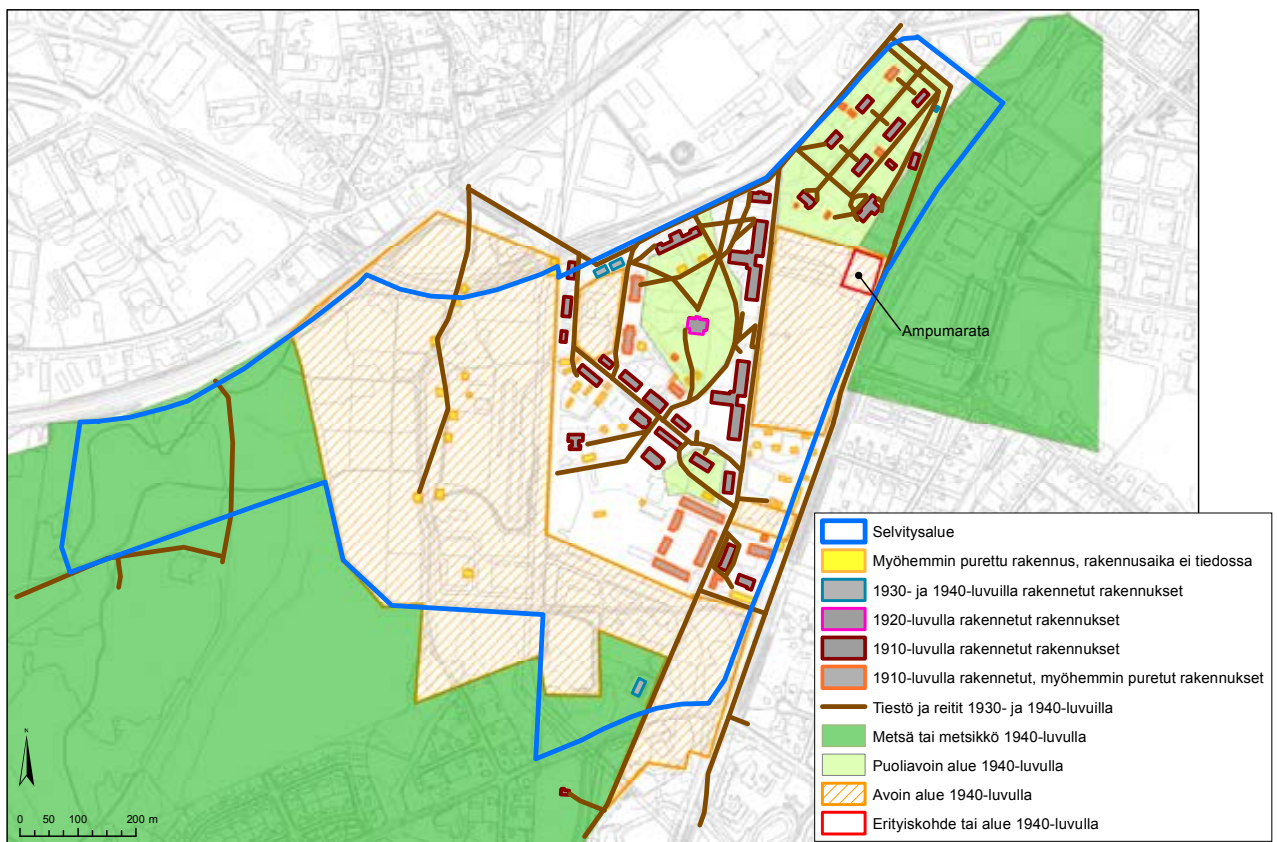 Ampumarata
Selvitysalue
Myöhemmin purettu rakennus, rakennusaika ei tiedossa
1930- ja 1940-luvuilla rakennetut rakennukset
1920-luvulla rakennetut rakennukset
1910-luvulla rakennetut rakennukset
1910-luvulla rakennetut, myöhemmin puretut rakennukset
Tiestö ja reitit 1930- ja 1940-luvuilla
Metsä tai metsikkö 1940-luvulla
Puoliavoin alue 1940-luvulla
Avoin alue 1940-luvulla
Erityiskohde tai alue 1940-luvulla
N
0 50 100 200 m